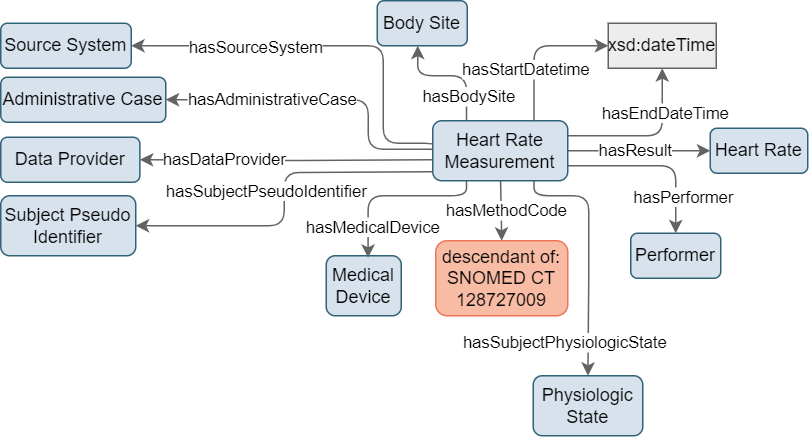 Body Site
Source System
hasSourceSystem
xsd:dateTime
hasStartDatetime
Administrative Case
hasAdministrativeCase
hasBodySite
hasEndDateTime
Heart Rate
Measurement
Data Provider
hasDataProvider
hasResult
Heart Rate
hasSubjectPseudoIdentifier
hasPerformer
Subject Pseudo
Identifier
hasMedicalDevice
hasMethodCode
Performer
Medical
Device
descendant of:
SNOMED CT
128727009
hasSubjectPhysiologicState
Physiologic
State